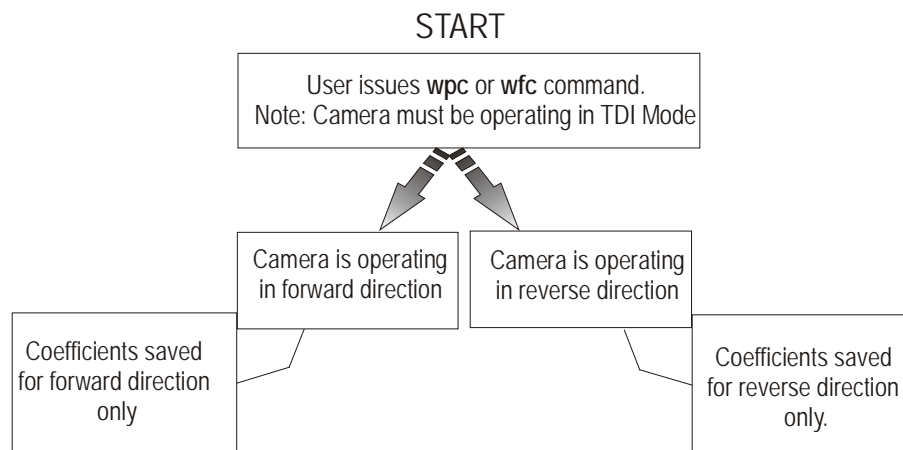 START
User issues wpc or wfc command.
Note: Camera must be operating in TDI Mode
Camera is operating
in forward direction
Camera is operating
in reverse direction
Coefficients saved
for forward direction
only
Coefficients saved
for reverse direction
only.